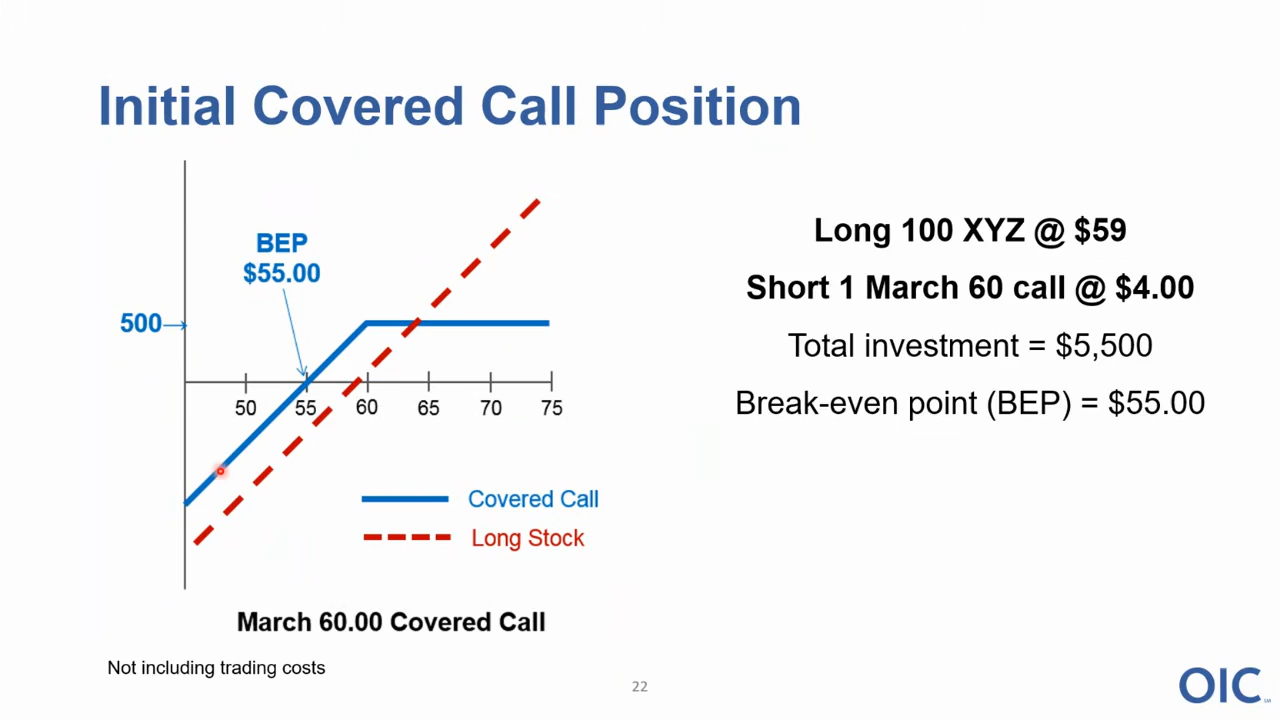 Initial Covered Call Position
BEP
$55.00
500
50 55 60 65 70 75
Covered Call
Long Stock
March 60.00 Covered Call
Long 100 XYZ @ $59
Short 1 March 60 call @ $4.00
Total investment = $5,500
Break-even point (BEP) = $55.00
Not including trading costs
22
OIC